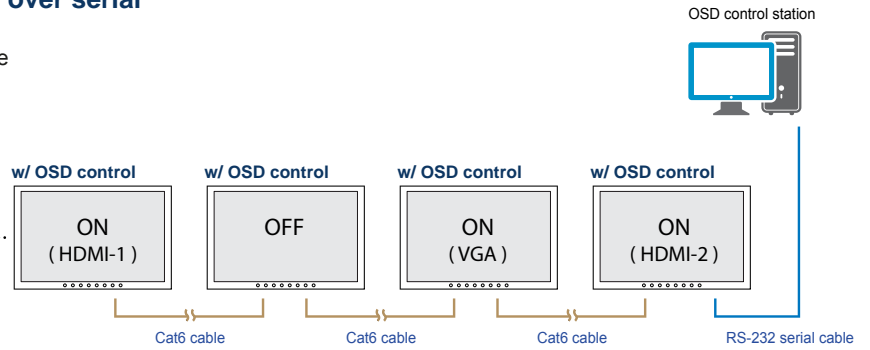 over serial
OSD control station
e
w/ OSD control
w/ OSD control
w/ OSD control
w/ OSD control
ON
( HDMI-1 )
OFF
ON
( VGA )
ON
( HDMI-2 )
..
Cat6 cable
Cat6 cable
Cat6 cable
RS-232 serial cable